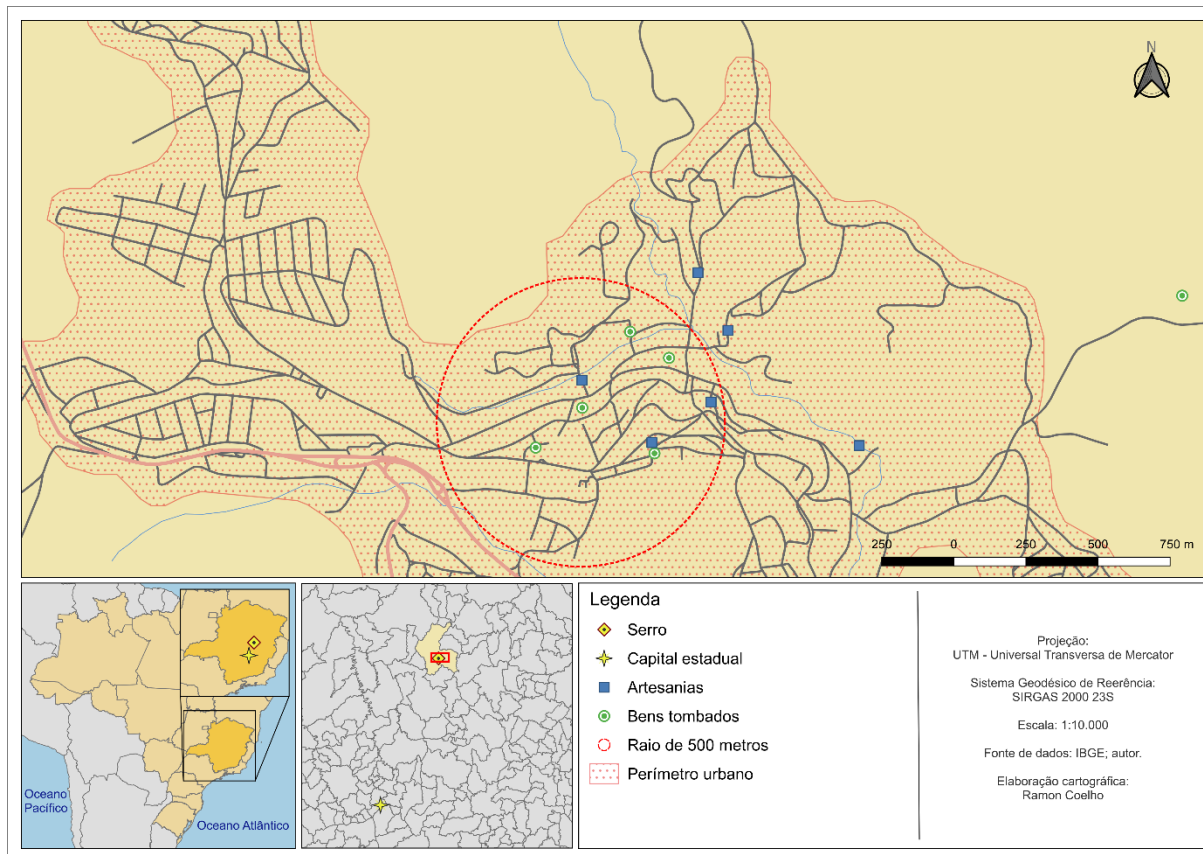 N
250
0
250
500
750 m
Oceano
Pacífico
Oceano Atlântico
Legenda
Serro
Capital estadual
Artesanias
Bens tombados
Raio de 500 metros
Perímetro urbano
Projeção:
UTM - Universal Transversa de Mercator
Sistema Geodésico de Reerência:
SIRGAS 2000 23S
Escala: 1:10.000
Fonte de dados: IBGE; autor.
Elaboração cartográfica:
Ramon Coelho